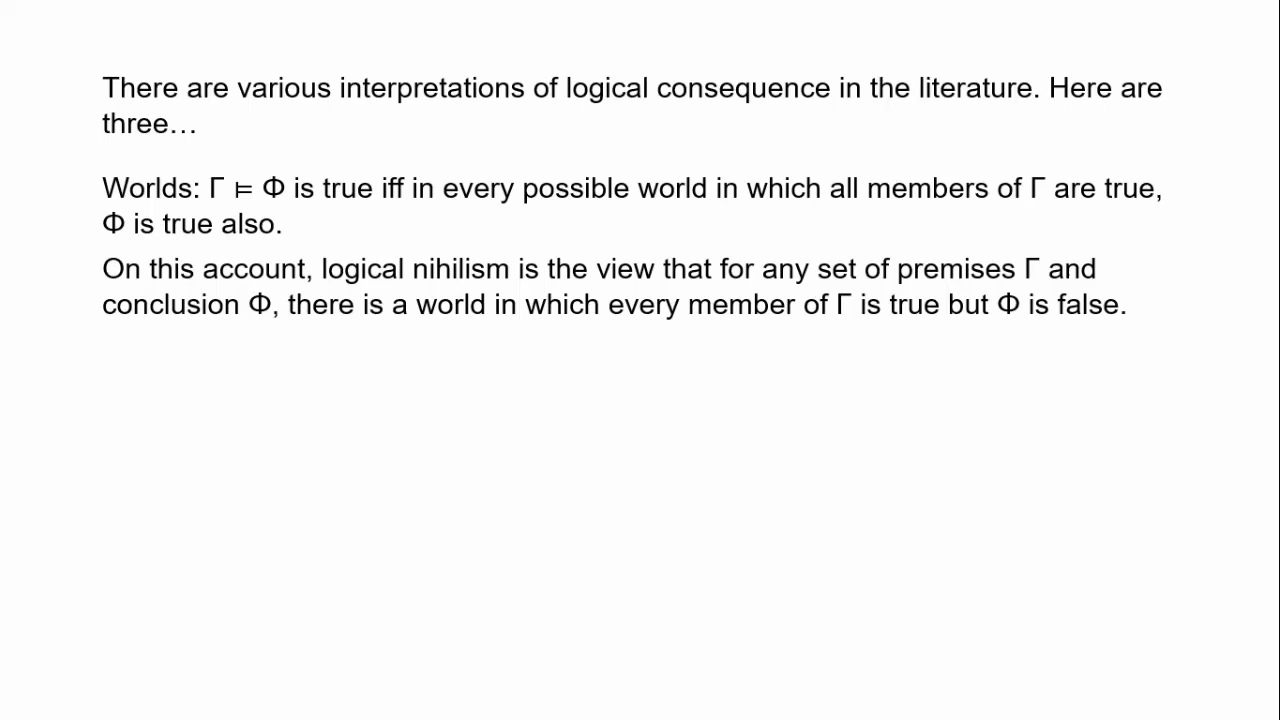 There are various interpretations of logical consequence in the literature. Here are
three…
Worlds: Γ ⊨ Φ is true iff in every possible world in which all members of Γ are true,
Φ is true also.
On this account, logical nihilism is the view that for any set of premises Γ and
conclusion Φ, there is a world in which every member of Γ is true but Φ is false.